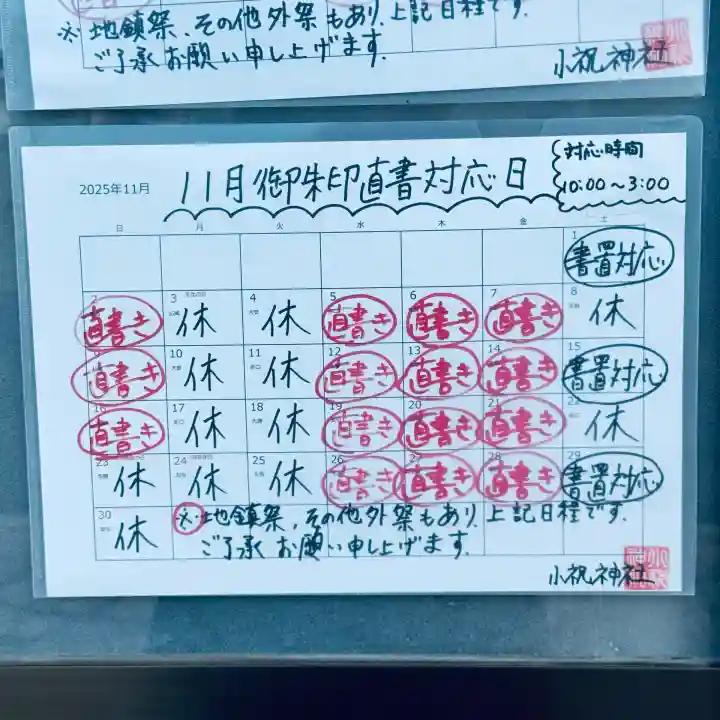 ※地鎮祭、その他外祭もあり、上記日程です。
ご了承お願い申し上げます。
小祝神社
2025年11月
11月御朱印直書対応日
対応時間
10:00～3:00
日 月 火 水 木 金 土
1
書置対応
2 3 4 6 7 8
直書き 休 休 直書き 直書き 直書き 休
10 11 12 13 14 15
直書き 休 休 直書き 直書き 直書き 書置対応
16 17 18 19 20 21 22
直書き 休 休 直書き 直書き 直書き 休
23 24 25 26 27 28 29
休 休 休 直書き 直書き 直書き 書置対応
30
休
※地鎮祭、その他外祭もあり、上記日程です。
ご了承お願い申し上げます。
小祝神社